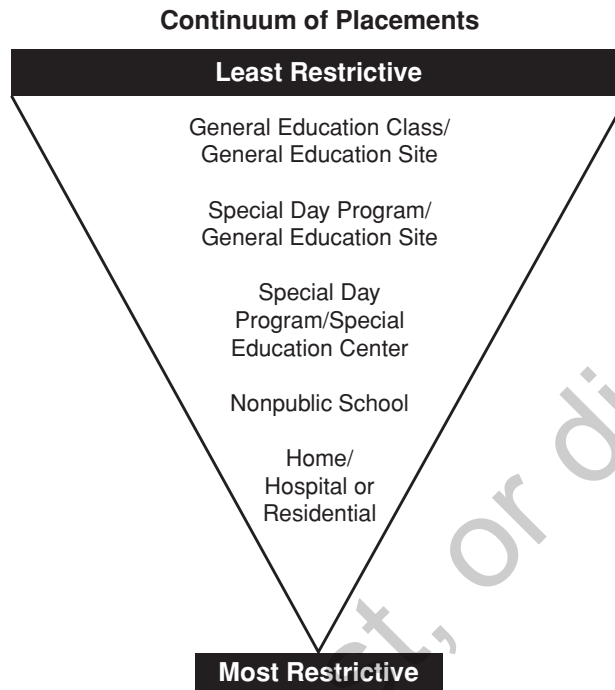 Continuum of Placements
Least Restrictive
General Education Class/
General Education Site
Special Day Program/
General Education Site
Special Day
Program/Special
Education Center
Nonpublic School
Home/
Hospital or
Residential
Most Restrictive